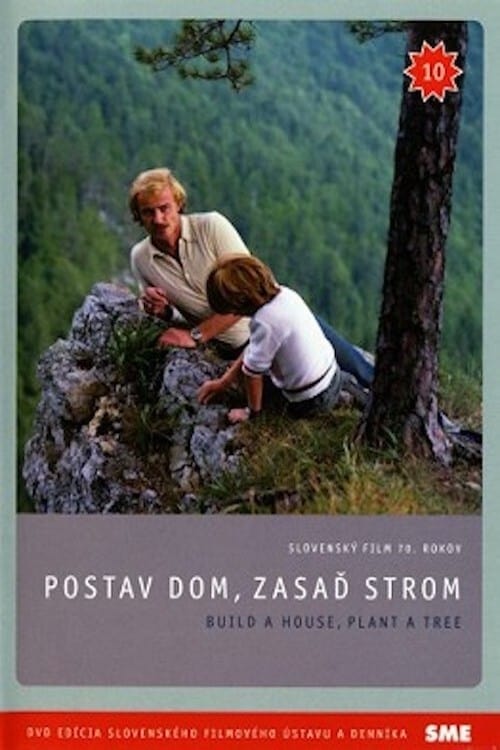 10
SLOVENSKÝ FILM 70. ROKOV
POSTAV DOM, ZASAĎ STROM
BUILD A HOUSE, PLANT A TREE
DVD EDÍCIA SLOVENSKÉHO FILMOVÉHO ÚSTAVU A DENNÍKA SME